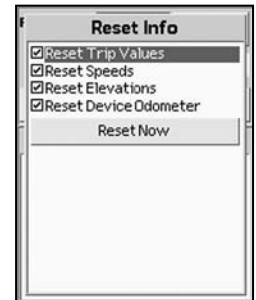 Reset Info
Reset Trip Values
Reset Speeds
Reset Elevations
Reset Device Odometer
Reset Now